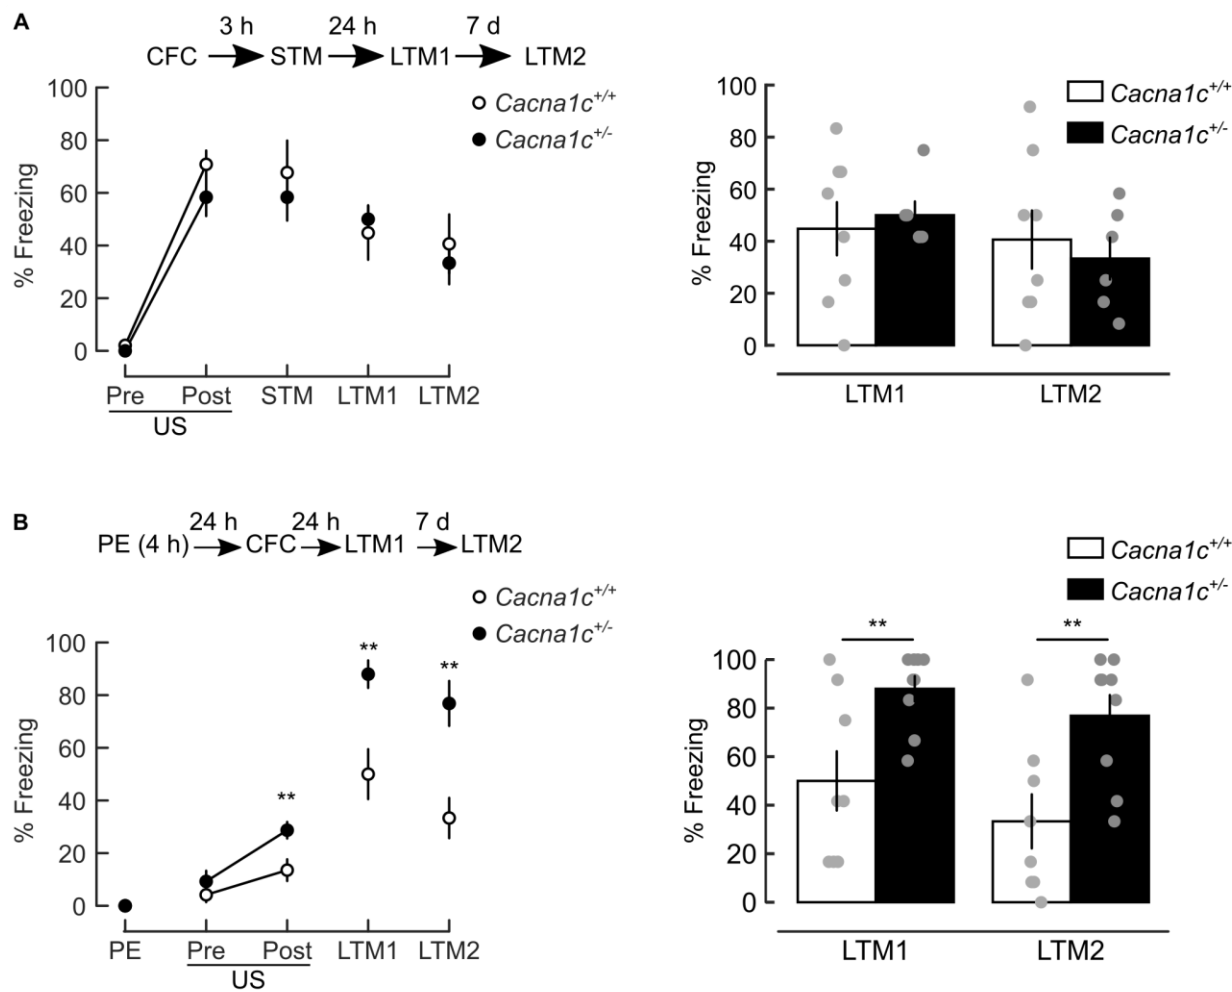 A
3 h 24 h 7 d
CFC STM LTM1 LTM2
100
80
60
40
20
0
% Freezing
Cacna1c+/+
Cacna1c+/-
Pre Post STM LTM1 LTM2
US
100
80
60
40
20
0
% Freezing
Cacna1c+/+
Cacna1c+/-
LTM1 LTM2
B
24 h 24 h 7 d
PE (4 h) CFC LTM1 LTM2
Cacna1c+/+
Cacna1c+/-
100
80
60
40
20
0
% Freezing
**
**
**
PE Pre Post LTM1 LTM2
US
Cacna1c+/+
Cacna1c+/-
** **
100
80
60
40
20
0
% Freezing
LTM1 LTM2